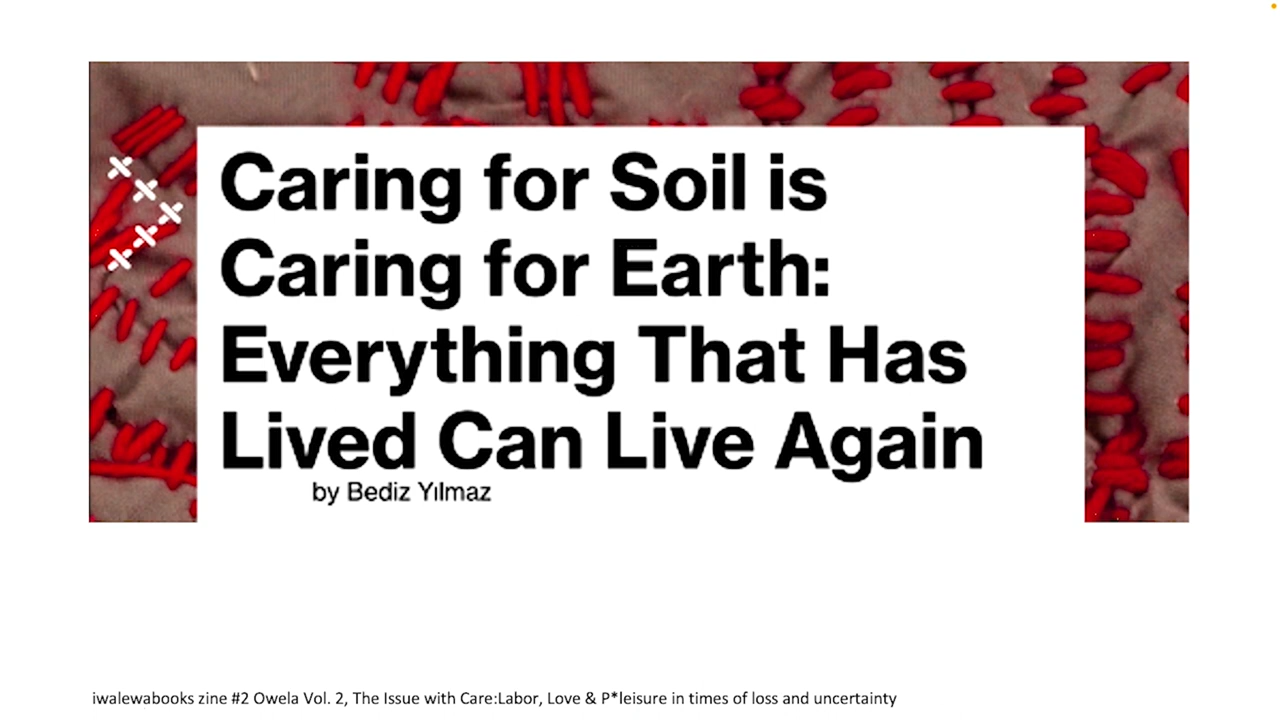 Caring for Soil is
Caring for Earth:
Everything That Has
Lived Can Live Again
by Bediz Yılmaz
iwalewabooks zine #2 Owela Vol. 2, The Issue with Care:Labor, Love & P*leisure in times of loss and uncertainty